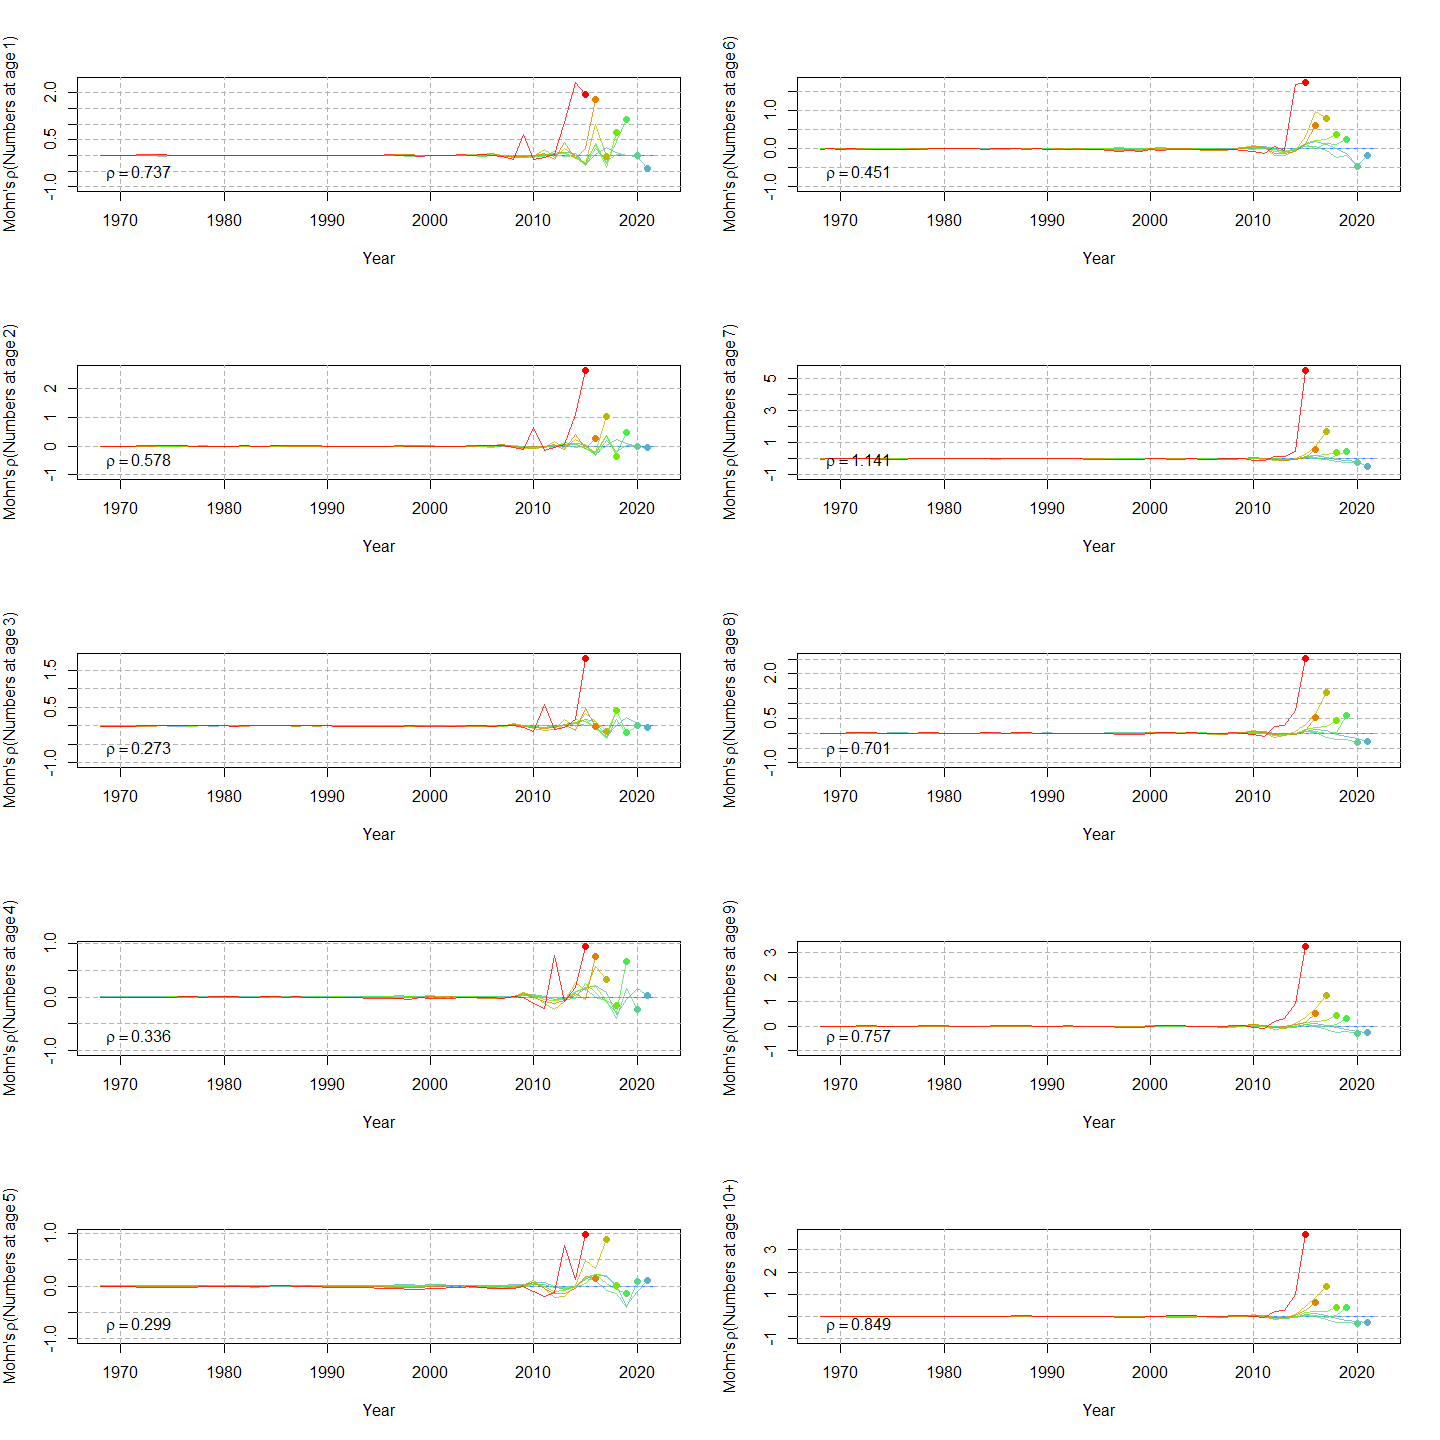 Mohn's ρ(Numbers at age 1)
2.0
0.5
-1.0
ρ = 0.737
1970 1980 1990 2000 2010 2020
Year
Mohn's ρ(Numbers at age 6)
1.0
0.0
-1.0
ρ = 0.451
1970 1980 1990 2000 2010 2020
Year
Mohn's ρ(Numbers at age 2)
2
1
0
-1
ρ = 0.578
1970 1980 1990 2000 2010 2020
Year
Mohn's ρ(Numbers at age 7)
5
3
1
-1
ρ = 1.141
1970 1980 1990 2000 2010 2020
Year
Mohn's ρ(Numbers at age 3)
1.5
0.5
-1.0
ρ = 0.273
1970 1980 1990 2000 2010 2020
Year
Mohn's ρ(Numbers at age 8)
2.0
0.5
-1.0
ρ = 0.701
1970 1980 1990 2000 2010 2020
Year
Mohn's ρ(Numbers at age 4)
1.0
0.0
-1.0
ρ = 0.336
1970 1980 1990 2000 2010 2020
Year
Mohn's ρ(Numbers at age 9)
3
2
1
0
-1
ρ = 0.757
1970 1980 1990 2000 2010 2020
Year
Mohn's ρ(Numbers at age 5)
1.0
0.0
-1.0
ρ = 0.299
1970 1980 1990 2000 2010 2020
Year
Mohn's ρ(Numbers at age 10+)
3
2
1
-1
ρ = 0.849
1970 1980 1990 2000 2010 2020
Year